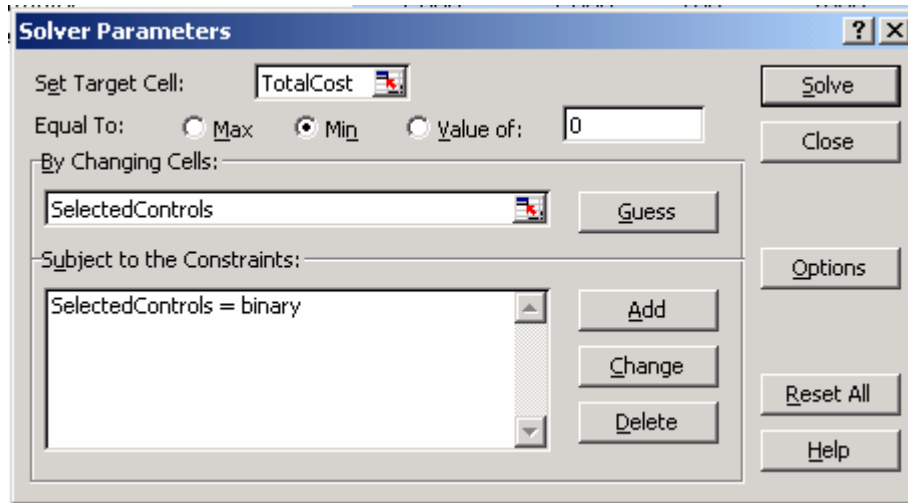 Solver Parameters
Set Target Cell: TotalCost
Solve
Equal To: Max Min Value of: 0
Close
By Changing Cells:
SelectedControls
Guess
Subject to the Constraints:
Options
SelectedControls = binary
Add
Change
Reset All
Delete
Help